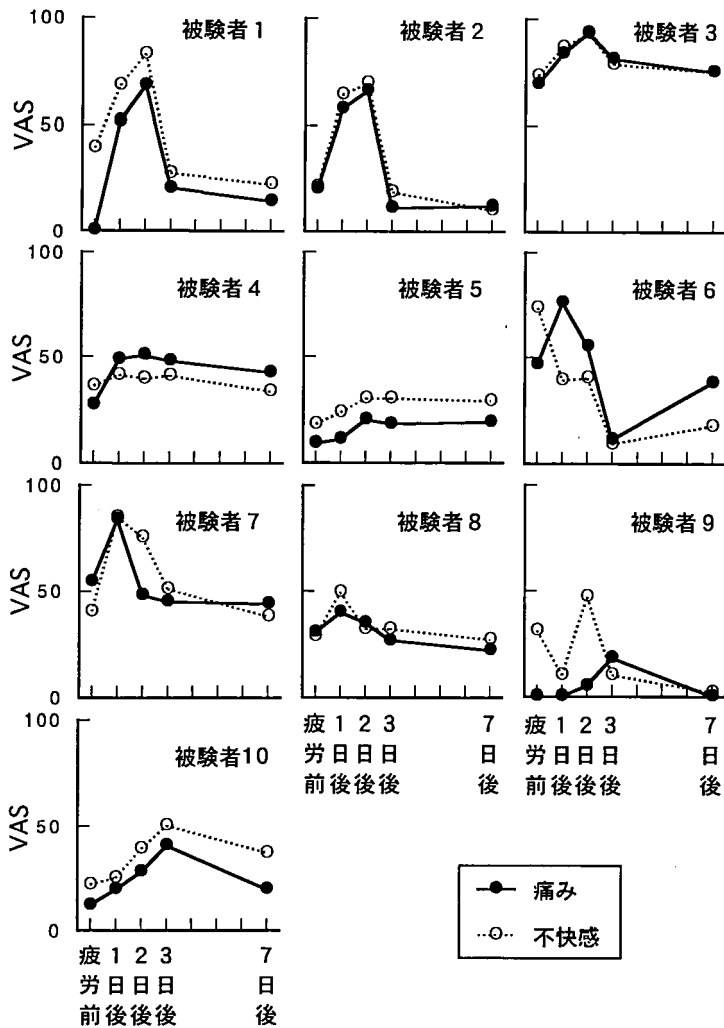 被験者1
被験者2
被験者3
VAS
50
0
100
被験者4
被験者5
被験者6
VAS
50
0
100
被験者7
被験者8
被験者9
VAS
50
0
疲労前
1日後
2日後
3日後
7日後
疲労前
1日後
2日後
3日後
7日後
100
被験者10
VAS
50
0
疲労前
1日後
2日後
3日後
7日後
痛み
不快感